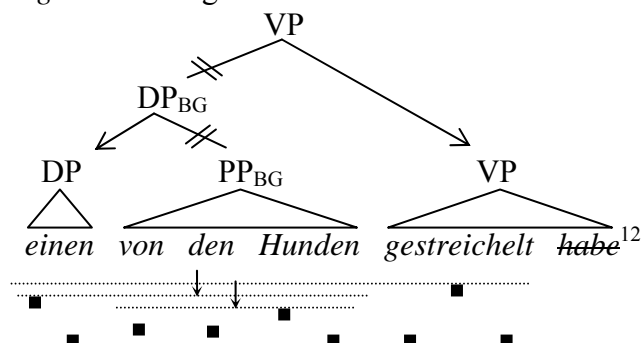 VP
DP_BG
DP PP_BG VP
einen von den Hunden gestreichelt habe^12